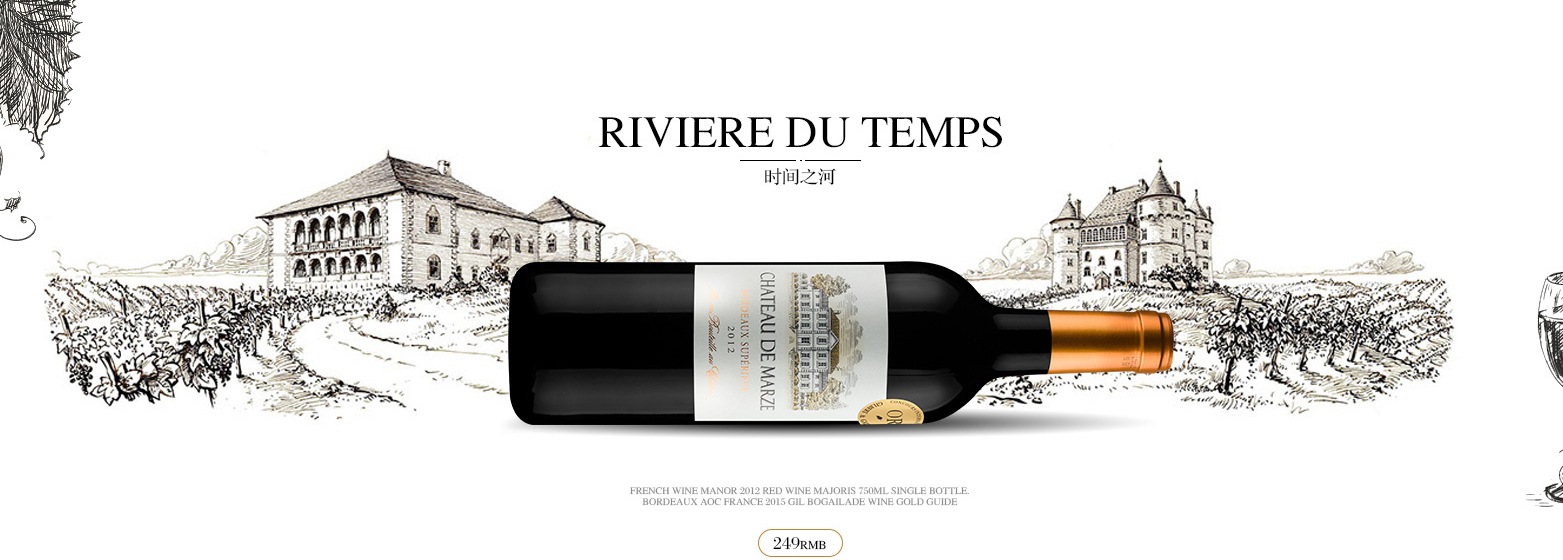 RIVIERE DU TEMPS
时间之河
CHATEAU DE MARZE
BORDEAUX SUPÉRIEUR
2012
OR
FRENCH WINE MANOR 2012 RED WINE MAJORIS 750ML SINGLE BOTTLE.
BORDEAUX AOC FRANCE 2015 GIL BOGAILADE WINE GOLD GUIDE
249RMB